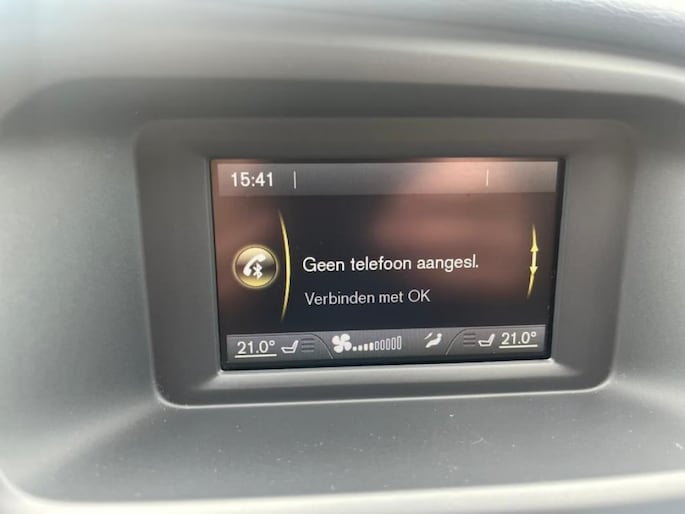 15:41
Geen telefoon aangesl.
Verbinden met OK
21.0° 21.0°